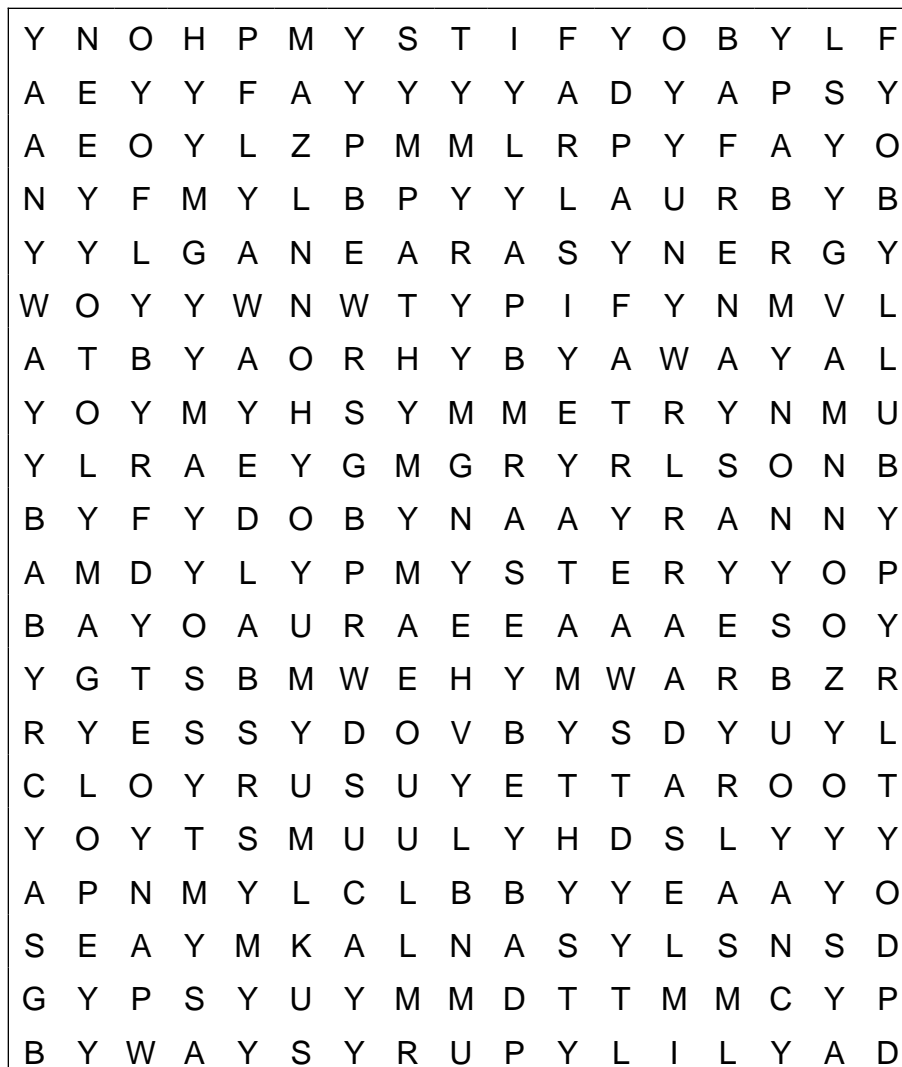 Y N O H P M Y S T I F Y O B Y L F
A E Y Y F A Y Y Y Y A D Y A P S Y
A E O Y L Z P M M L R P Y F A Y O
N Y F M Y L B P Y Y L A U R B Y B
Y Y L G A N E A R A S Y N E R G Y
W O Y Y W N W T Y P I F Y N M V L
A T B Y A O R H Y B Y A W A Y A L
Y O Y M Y H S Y M M E T R Y N M U
Y L R A E Y G M G R Y R L S O N B
B Y F Y D O B Y N A A Y R A N N Y
A M D Y L Y P M Y S T E R Y Y O P
B A Y O A U R A E E A A A E S O Y
Y G T S B M W E H Y M W A R B Z R
R Y E S S Y D O V B Y S D Y U Y L
C L O Y R U S U Y E T T A R O O T
Y O Y T S M U U L Y H D S L Y Y Y
A P N M Y L C L B B Y Y E A A Y O
S E A Y M K A L N A S Y L S N S D
G Y P S Y U Y M M D T T M M C Y P
B Y W A Y S Y R U P Y L I L Y A D